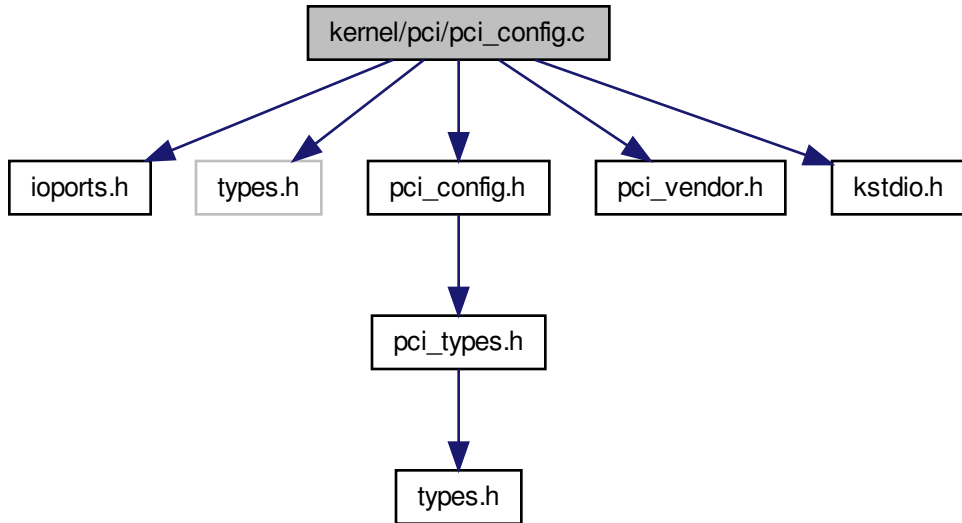 kernel/pci/pci_config.c
ioports.h
types.h
pci_config.h
pci_vendor.h
kstdio.h
pci_types.h
types.h